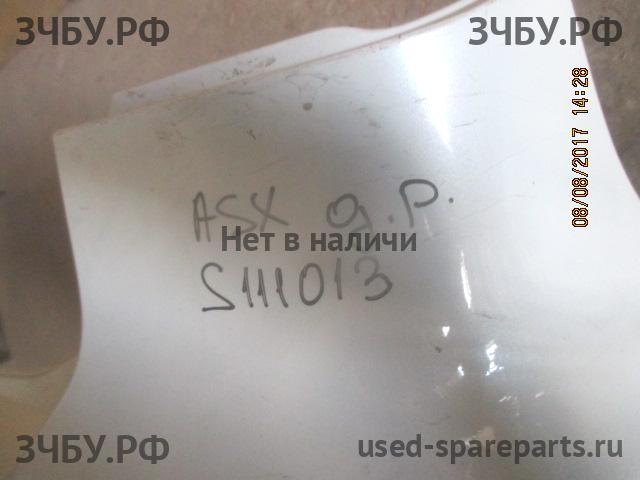 ЗЧБУ.РФ
ЗЧБУ.РФ
08/08/2017 14:28
ASX g.P.
Нет в наличи
S111013
ЗЧБУ.РФ
used-spareparts.ru